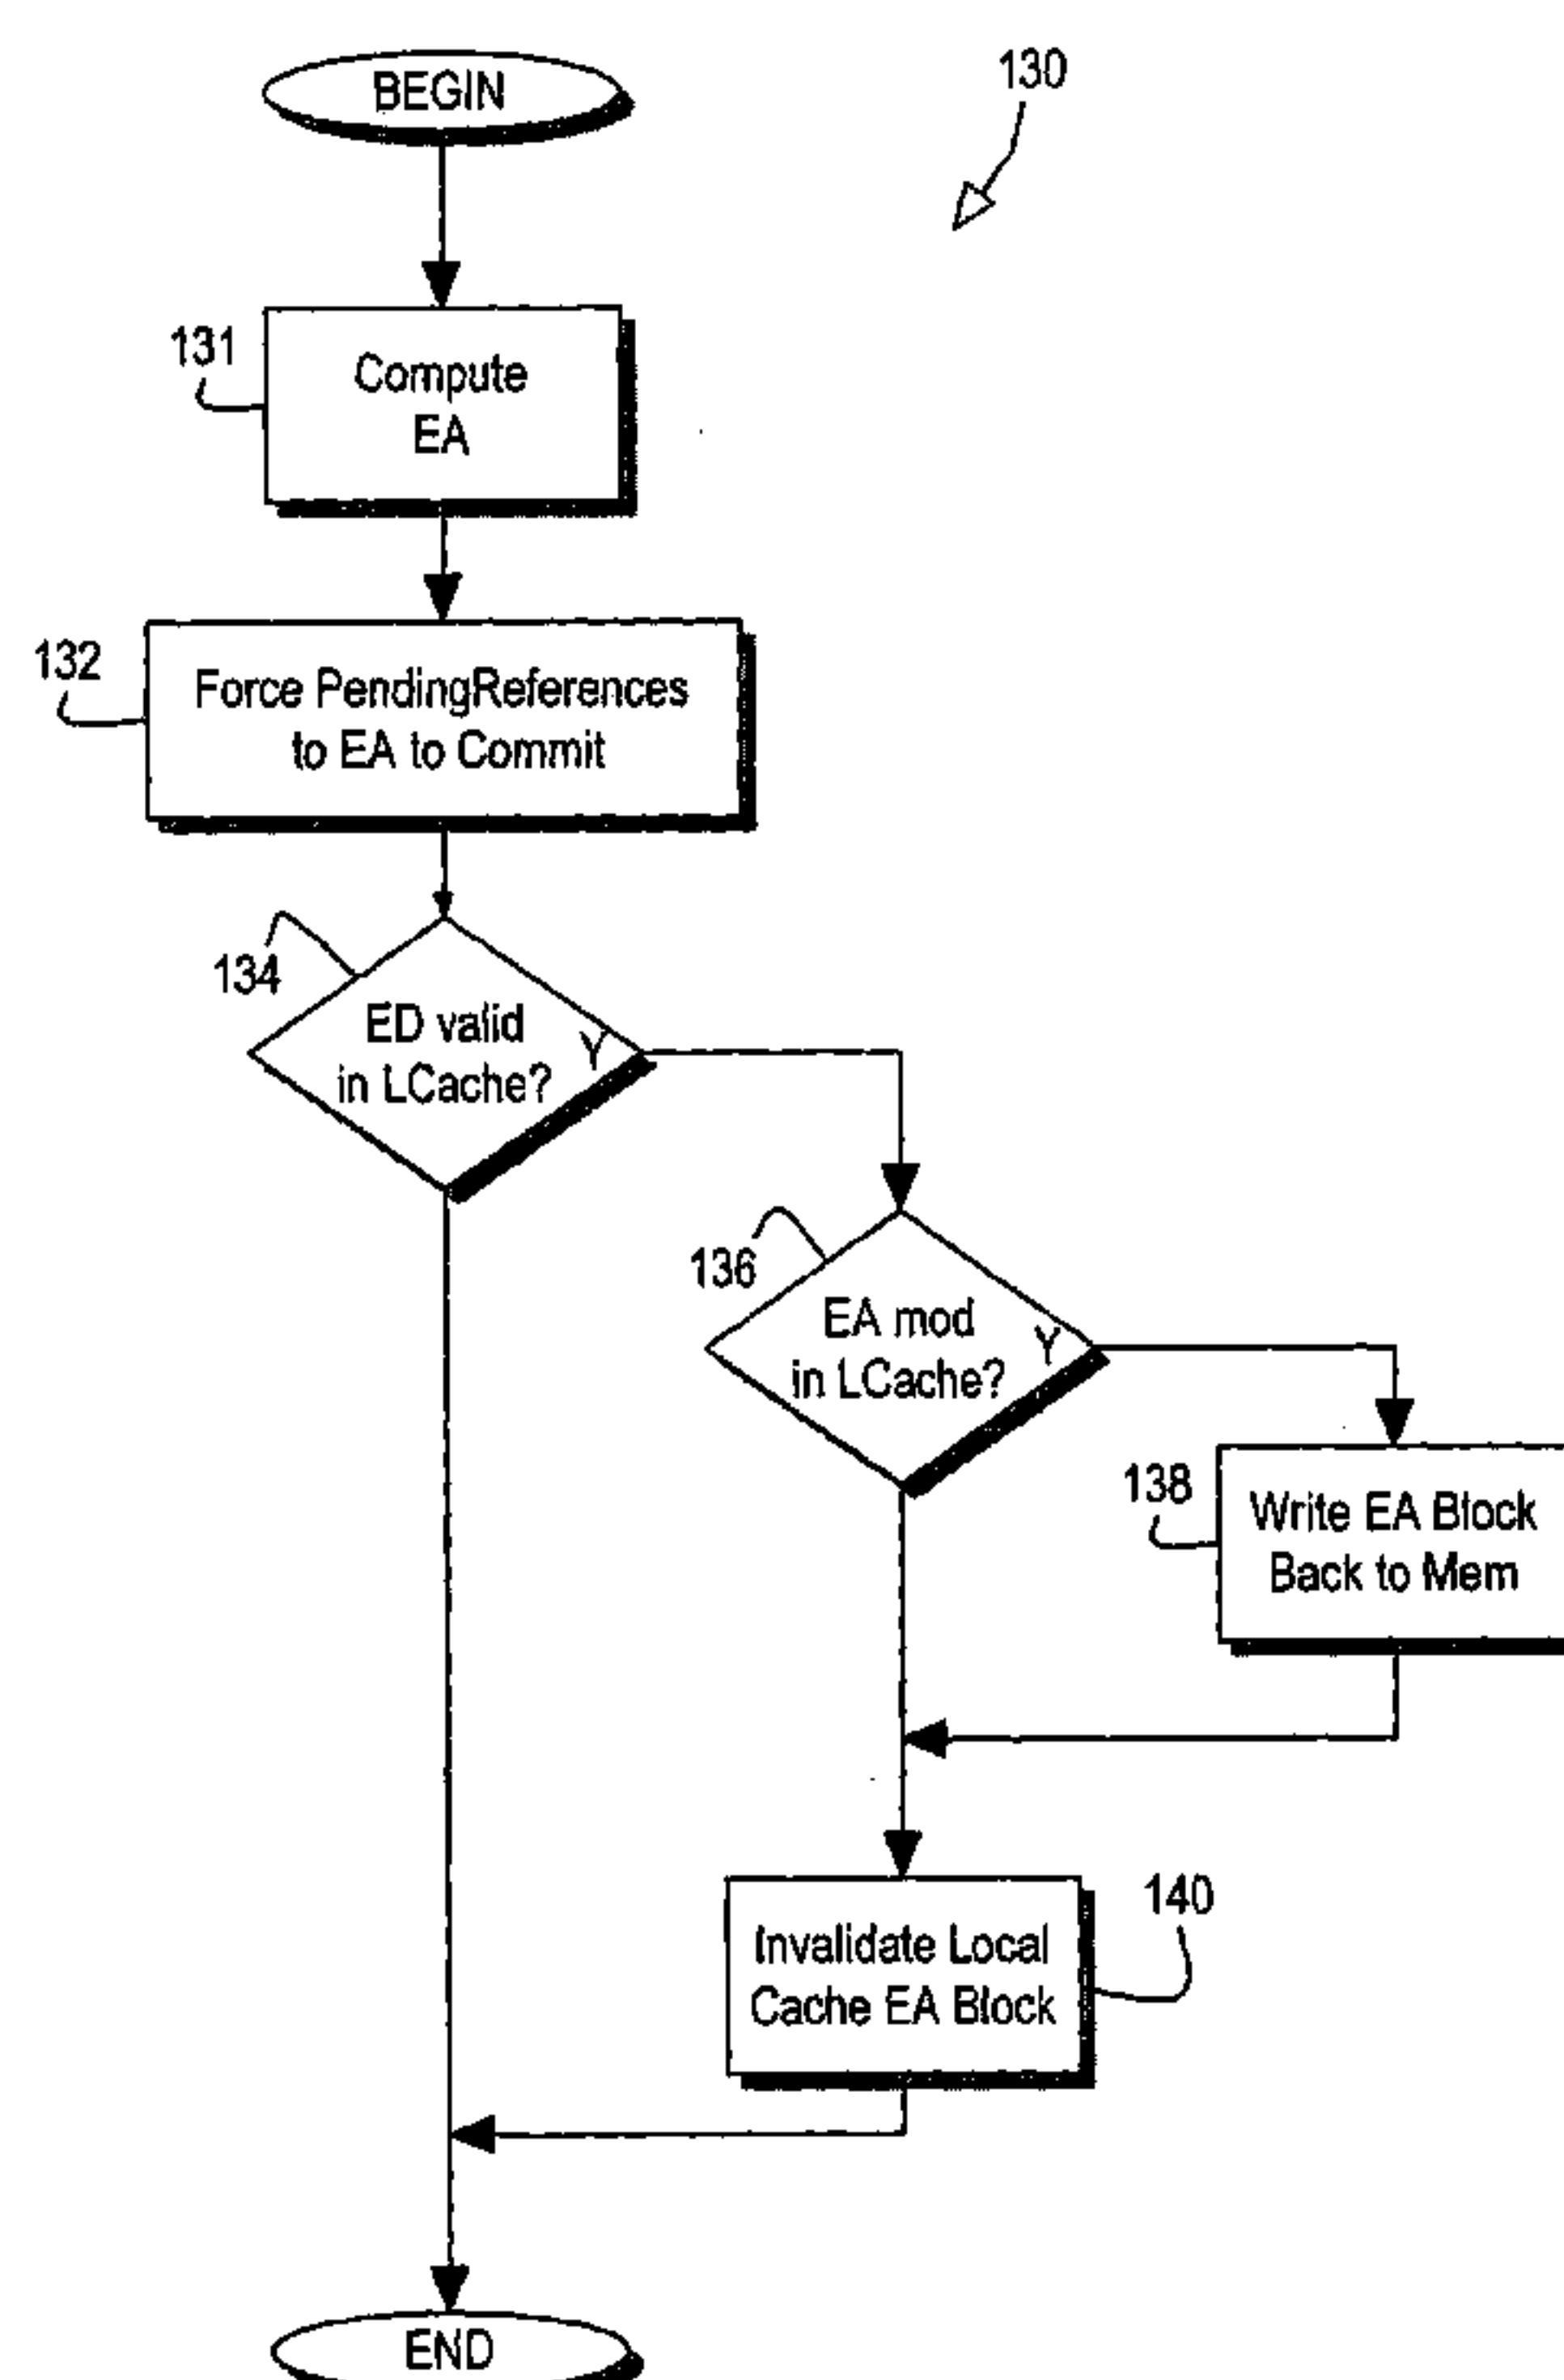 BEGIN
130
131
Compute
EA
132
Force PendingReferences
to EA to Commit
134
ED valid
in LCache?
Y
136
EA mod
in LCache?
Y
138
Write EA Block
Back to Mem
140
Invalidate Local
Cache EA Block
END